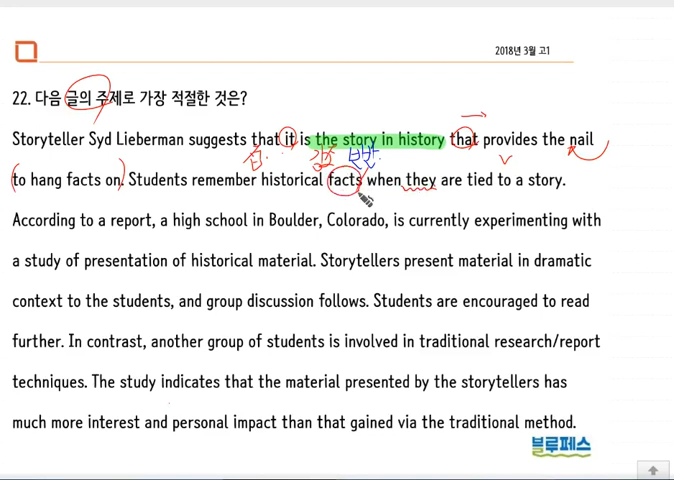 2018년 3월 고1
22. 다음 글의 주제로 가장 적절한 것은?
Storyteller Syd Lieberman suggests that it is the story in history that provides the nail
강조
to hang facts on. Students remember historical facts when they are tied to a story.
According to a report, a high school in Boulder, Colorado, is currently experimenting with
a study of presentation of historical material. Storytellers present material in dramatic
context to the students, and group discussion follows. Students are encouraged to read
further. In contrast, another group of students is involved in traditional research/report
techniques. The study indicates that the material presented by the storytellers has
much more interest and personal impact than that gained via the traditional method.
블루페스